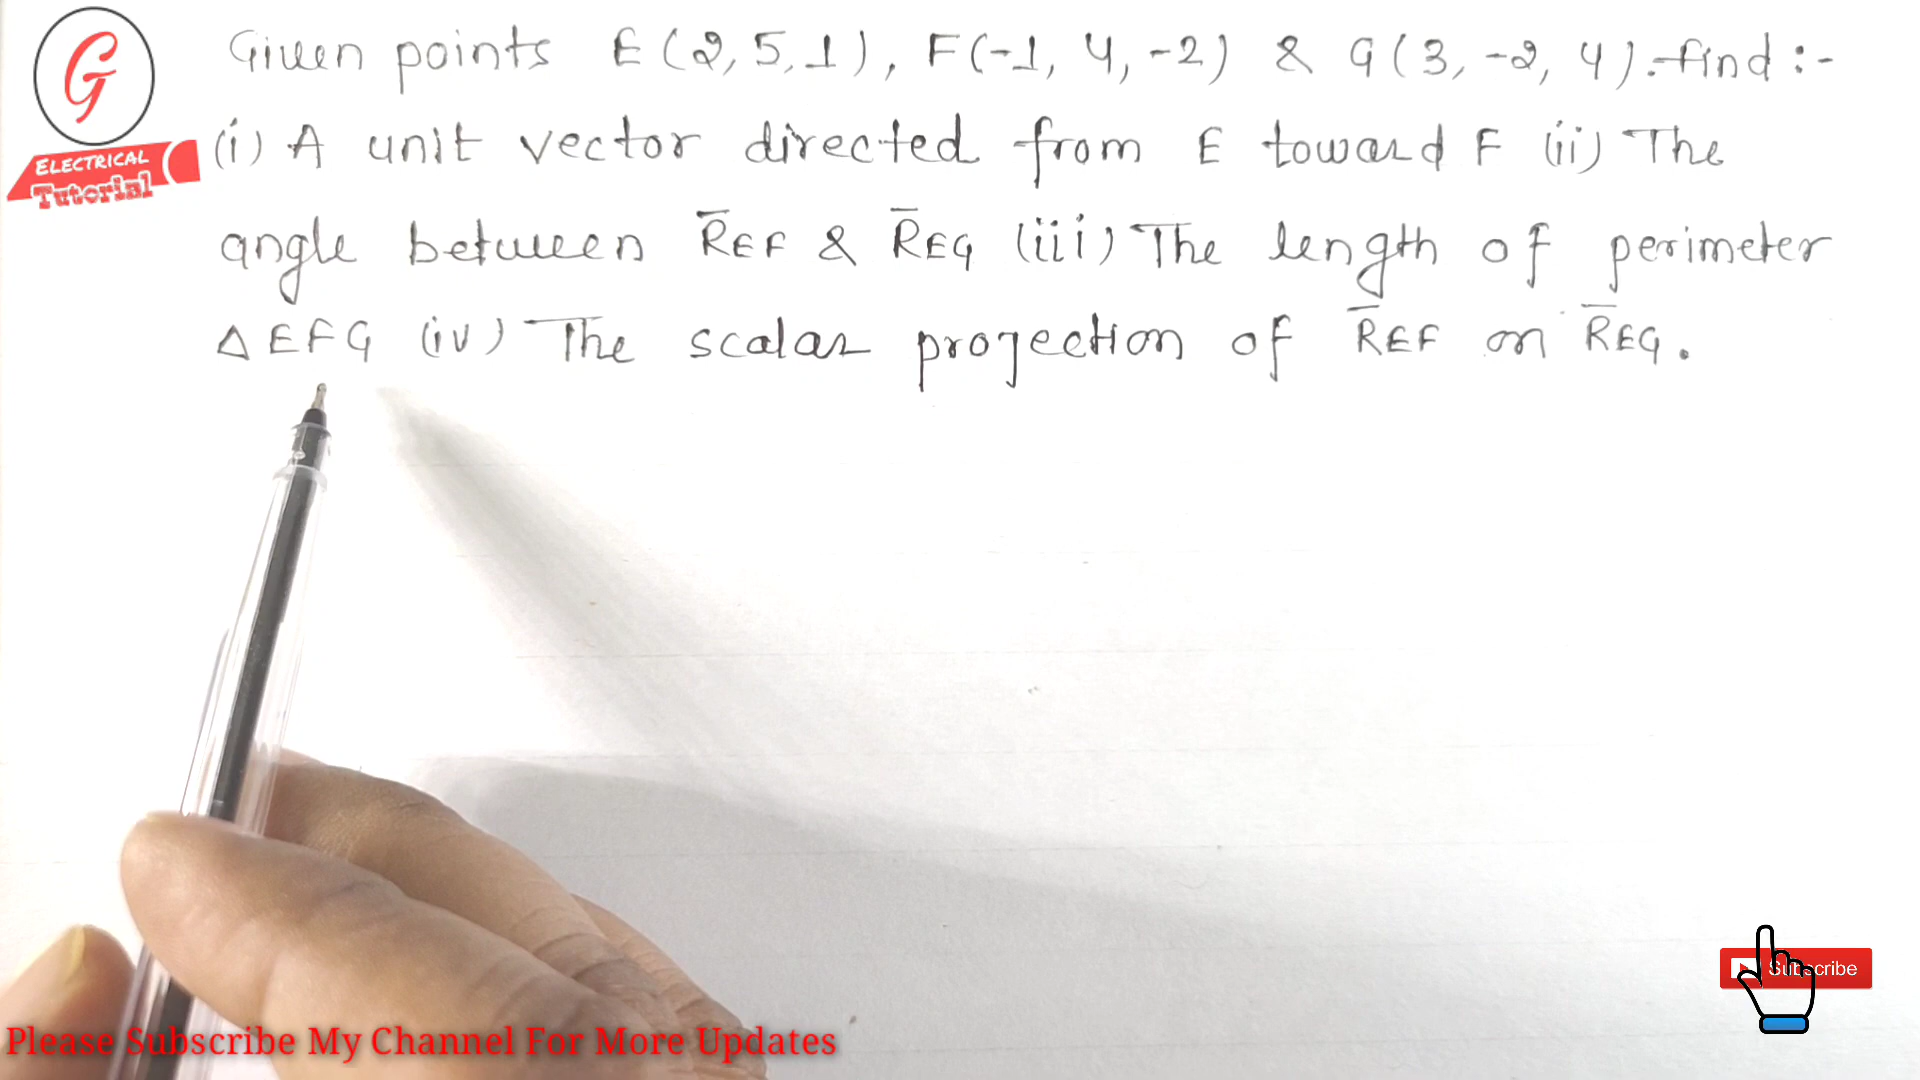 G
ELECTRICAL
Tutorial
Given points E(2,5,1), F(-1, 4, -2) & G(3, -2, 4). find :-
(i) A unit vector directed from E toward F (ii) The
angle between R̅EF & R̅EG (iii) The length of perimeter
△EFG (iv) The scalar projection of R̅EF on R̅EG.
Subscribe
Please Subscribe My Channel For More Updates